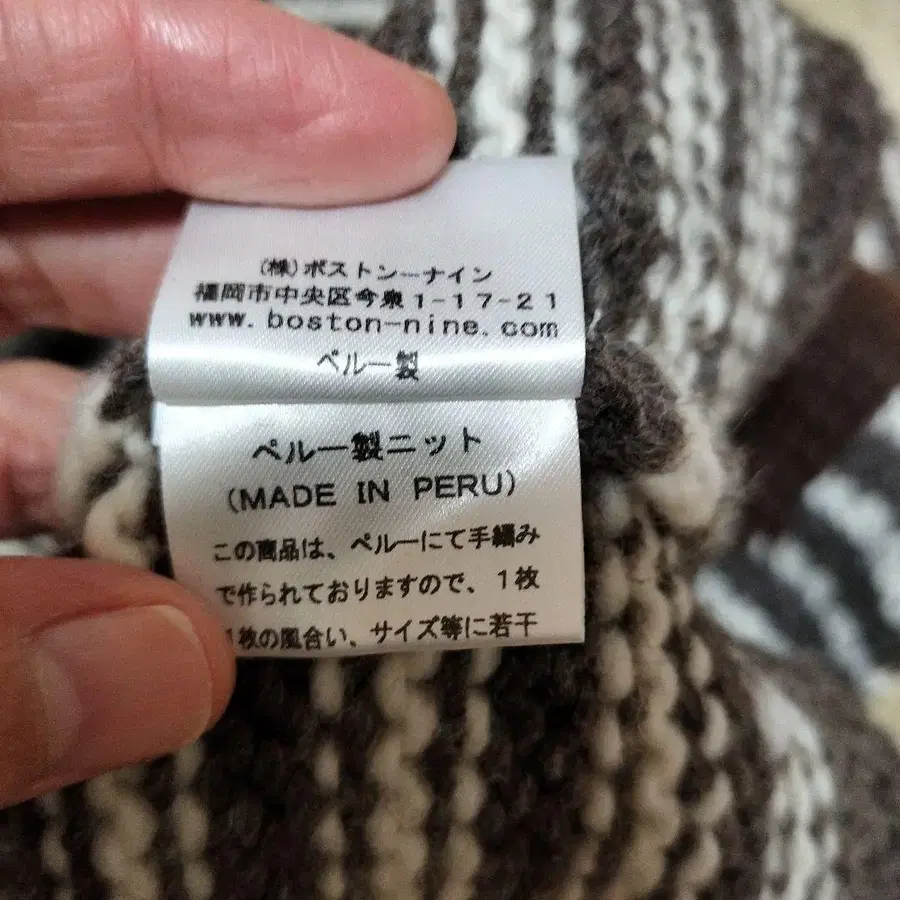 (株)ボストンーナイン
福岡市中央区今泉1-17-21
www.boston-nine.com
ペルー製
ペルー製ニット
(MADE IN PERU)
この商品は、ペルーにて手編み
で作られておりますので、1枚
1枚の風合い、サイズ等に若干